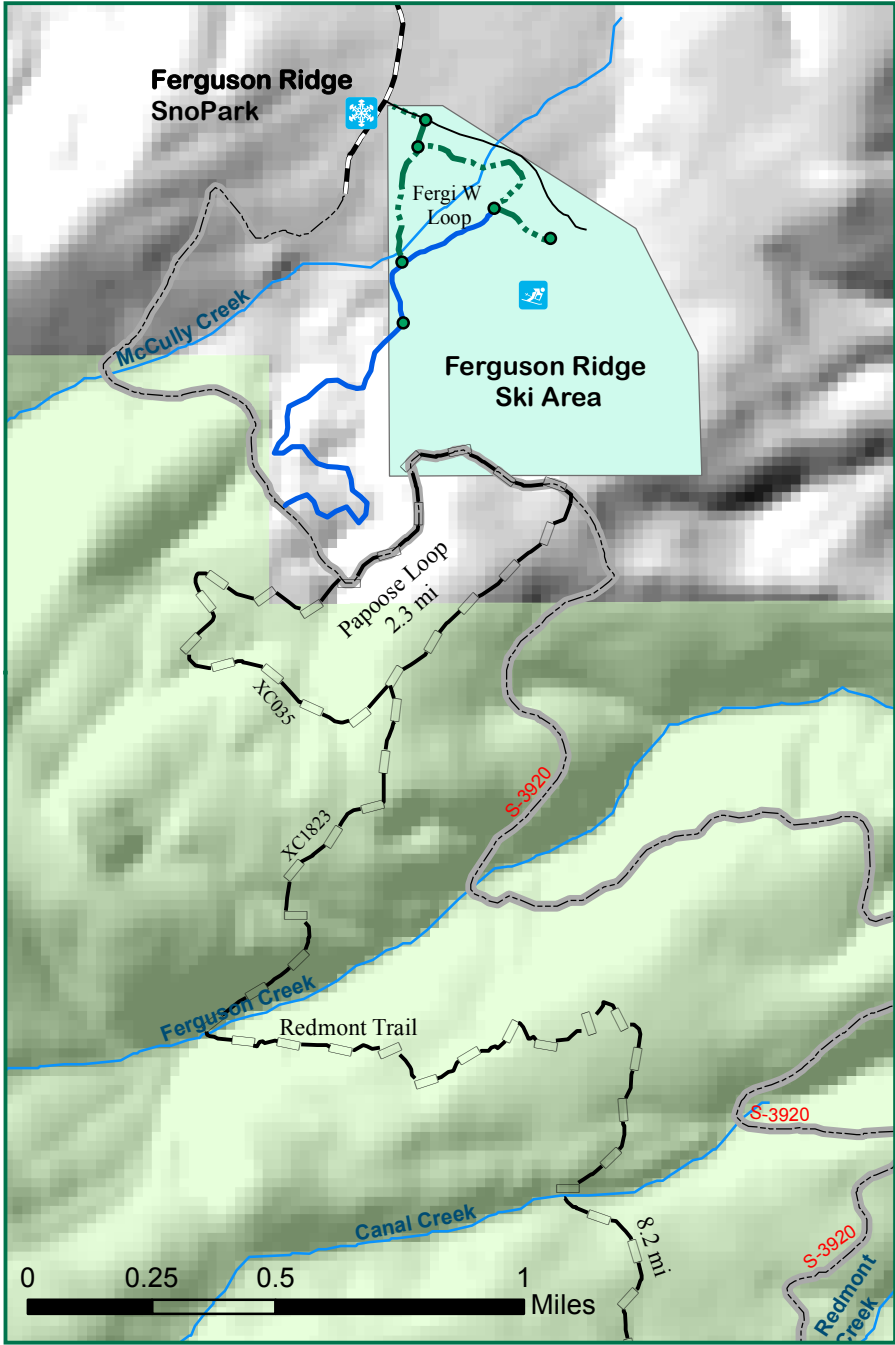 Ferguson Ridge
SnoPark
Fergi W
Loop
McCully Creek
Ferguson Ridge
Ski Area
Papoose Loop
2.3 mi
XC035
S-3920
XC1823
Ferguson Creek
Redmont Trail
S-3920
Canal Creek
8.2 mi
S-3920
Redmont
Creek
0 0.25 0.5 1
Miles